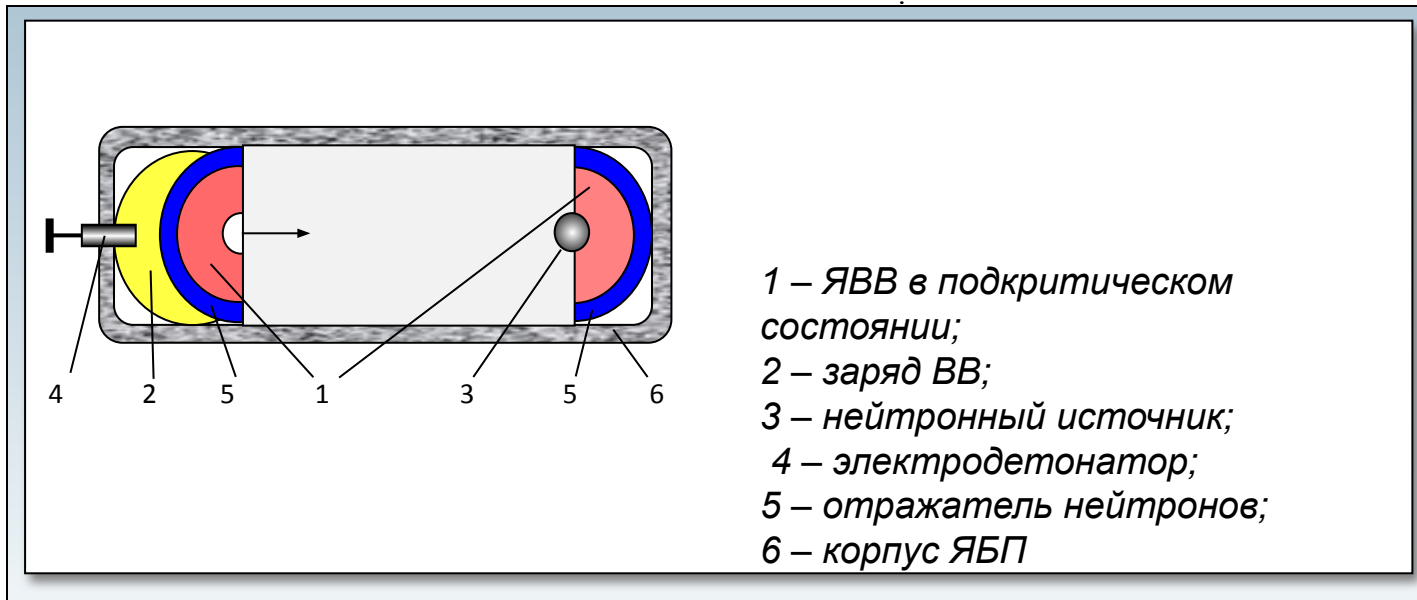 4 2 5 1 3 5 6
1 – ЯВВ в подкритическом
состоянии;
2 – заряд ВВ;
3 – нейтронный источник;
4 – электродетонатор;
5 – отражатель нейтронов;
6 – корпус ЯБП